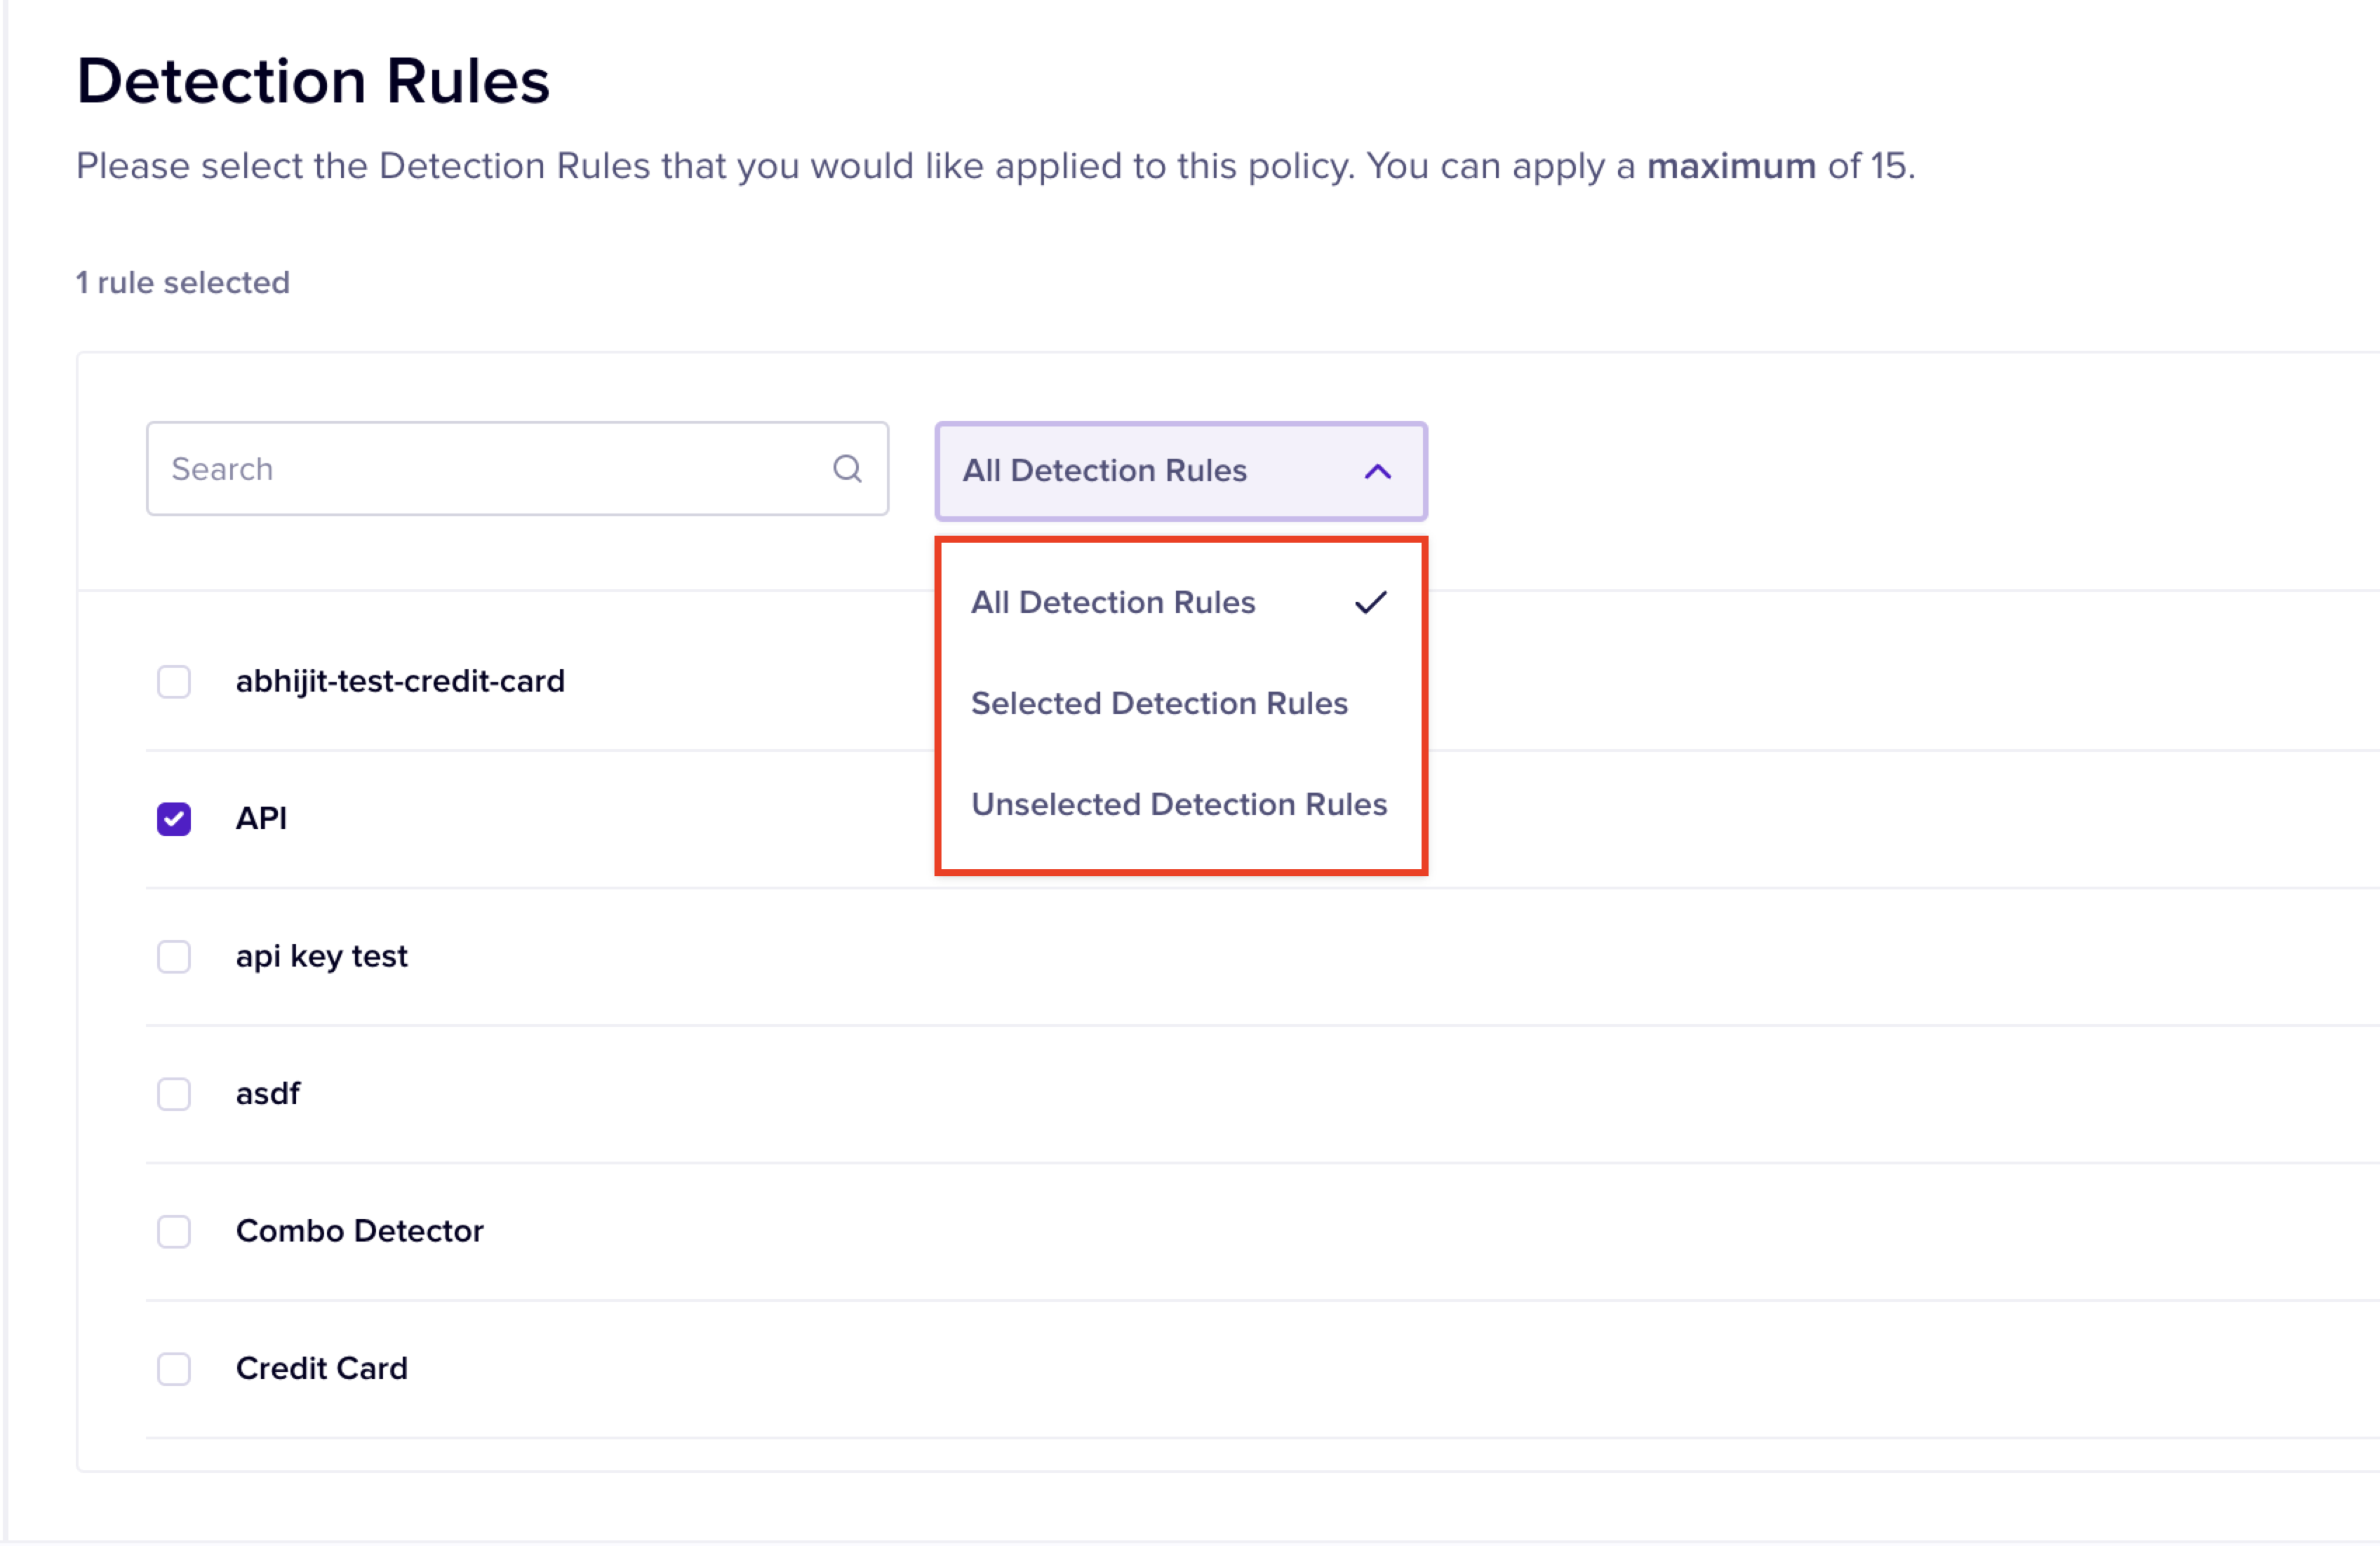 Detection Rules
Please select the Detection Rules that you would like applied to this policy. You can apply a maximum of 15.
1 rule selected
Search
All Detection Rules
All Detection Rules
Selected Detection Rules
Unselected Detection Rules
abhijit-test-credit-card
API
api key test
asdf
Combo Detector
Credit Card